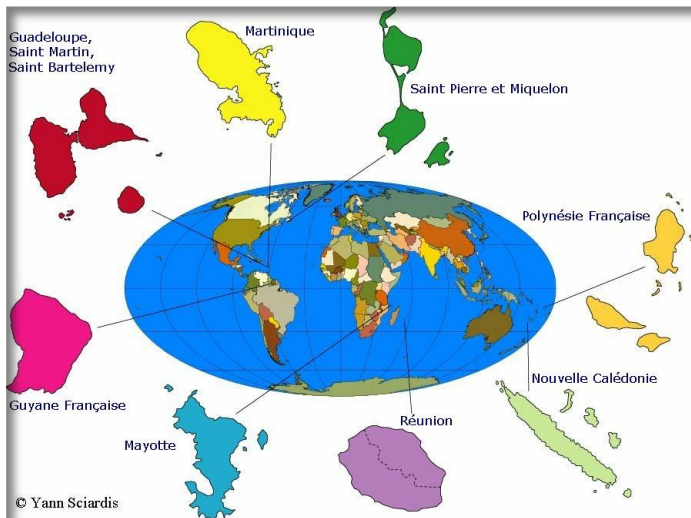 Guadeloupe,
Saint Martin,
Saint Bartelemy
Martinique
Saint Pierre et Miquelon
Polynésie Française
Guyane Française
Mayotte
Réunion
Nouvelle Calédonie
© Yann Sciardis